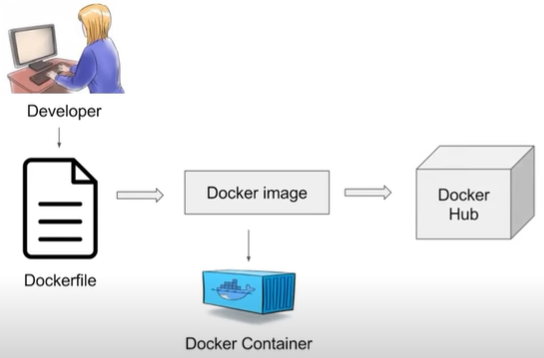 Developer
Dockerfile
Docker image
Docker
Hub
Docker Container